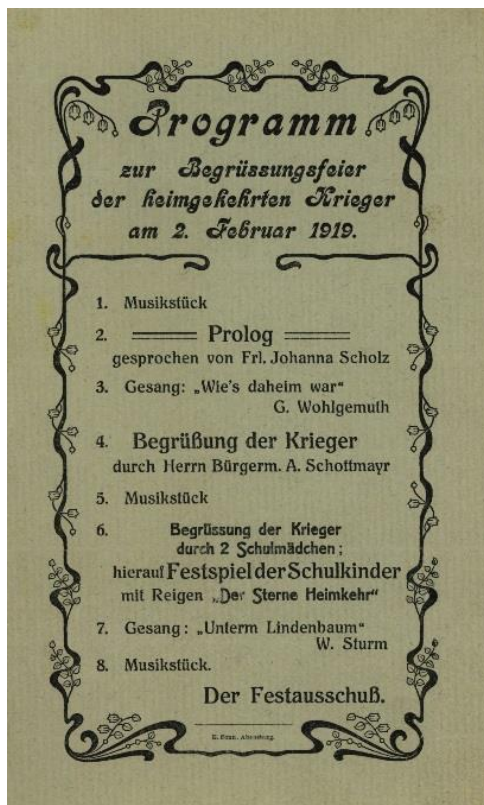 Programm
zur Begrüssungsfeier
der heimgekehrten Krieger
am 2. Februar 1919.
1. Musikstück
2. Prolog
gesprochen von Frl. Johanna Scholz
3. Gesang: „Wie's daheim war“
G. Wohlgemuth
4. Begrüßung der Krieger
durch Herrn Bürgerm. A. Schottmayr
5. Musikstück
6. Begrüssung der Krieger
durch 2 Schulmädchen;
hierauf Festspiel der Schulkinder
mit Reigen „Der Sterne Heimkehr“
7. Gesang: „Unterm Lindenbaum“
W. Sturm
8. Musikstück.
Der Festausschuß.